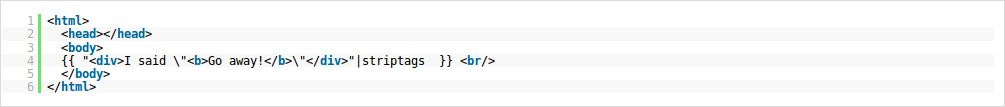 1 <html>
2   <head></head>
3   <body>
4   {{ "<div>I said \"<b>Go away!</b>\"</div>"|striptags  }} <br/>
5   </body>
6 </html>